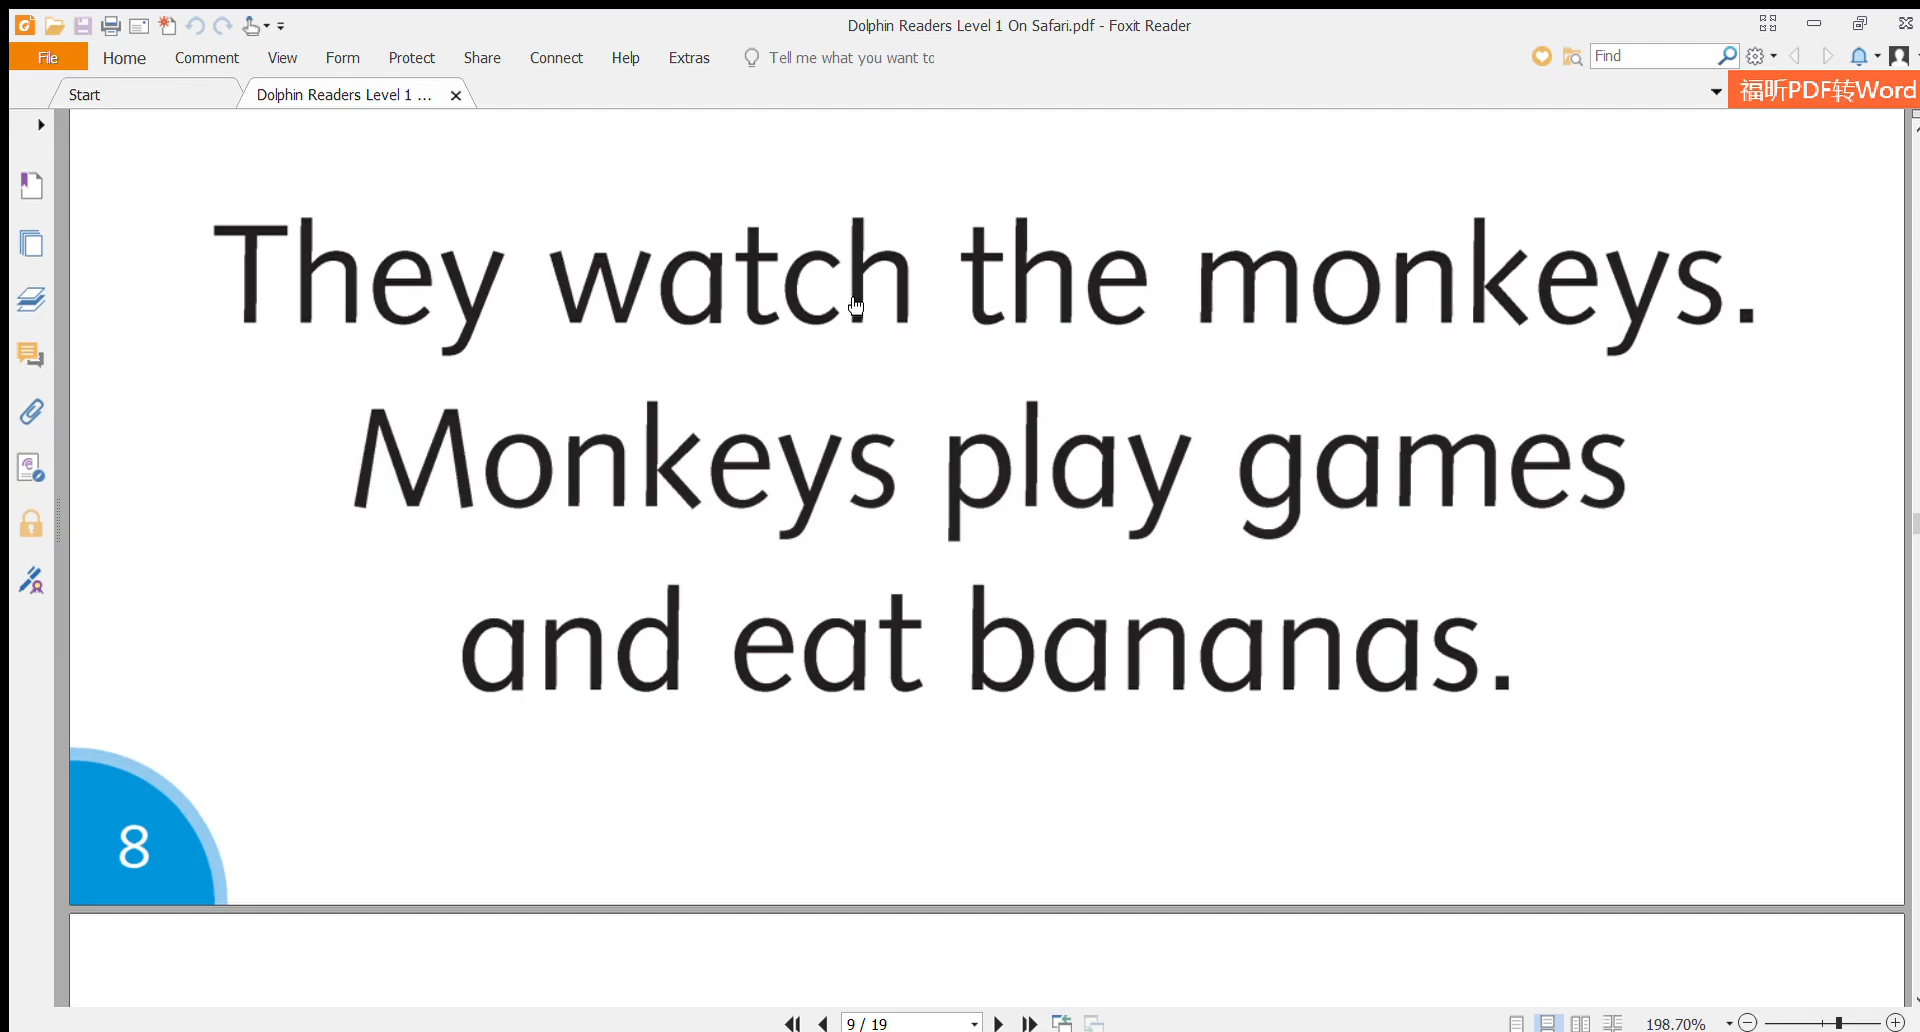 Dolphin Readers Level 1 On Safari.pdf - Foxit Reader
File Home Comment View Form Protect Share Connect Help Extras Tell me what you want to Find
Start Dolphin Readers Level 1 ... 福昕PDF转Word
They watch the monkeys.
Monkeys play games
and eat bananas.
8
9 / 19 198.70%